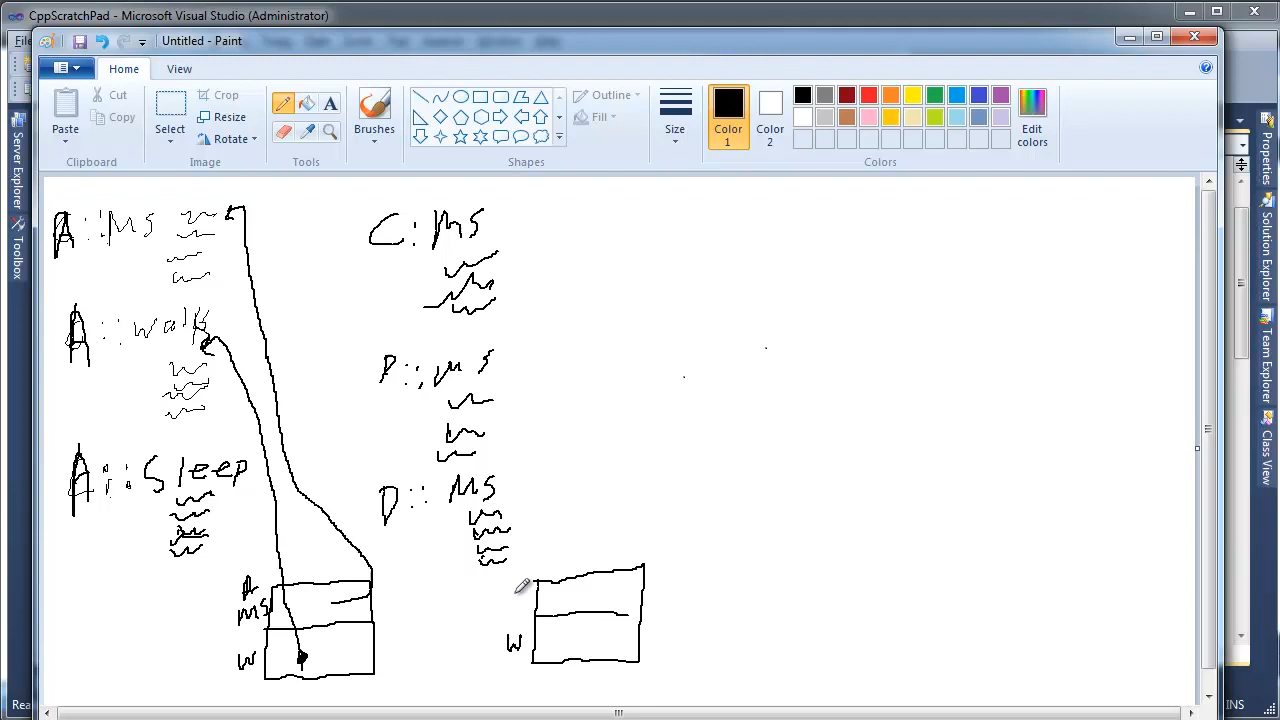 CppScratchPad - Microsoft Visual Studio (Administrator)
Untitled - Paint
Home
View
Paste
Cut
Copy
Clipboard
Select
Crop
Resize
Rotate
Image
Tools
Brushes
Shapes
Outline
Fill
Size
Color 1
Color 2
Edit colors
Colors
Server Explorer
Toolbox
Properties
Solution Explorer
Team Explorer
Class View
A::MS
C::MS
A::walk
D::MS
A::Sleep
D::MS
A
MS
W
W
Rea
INS